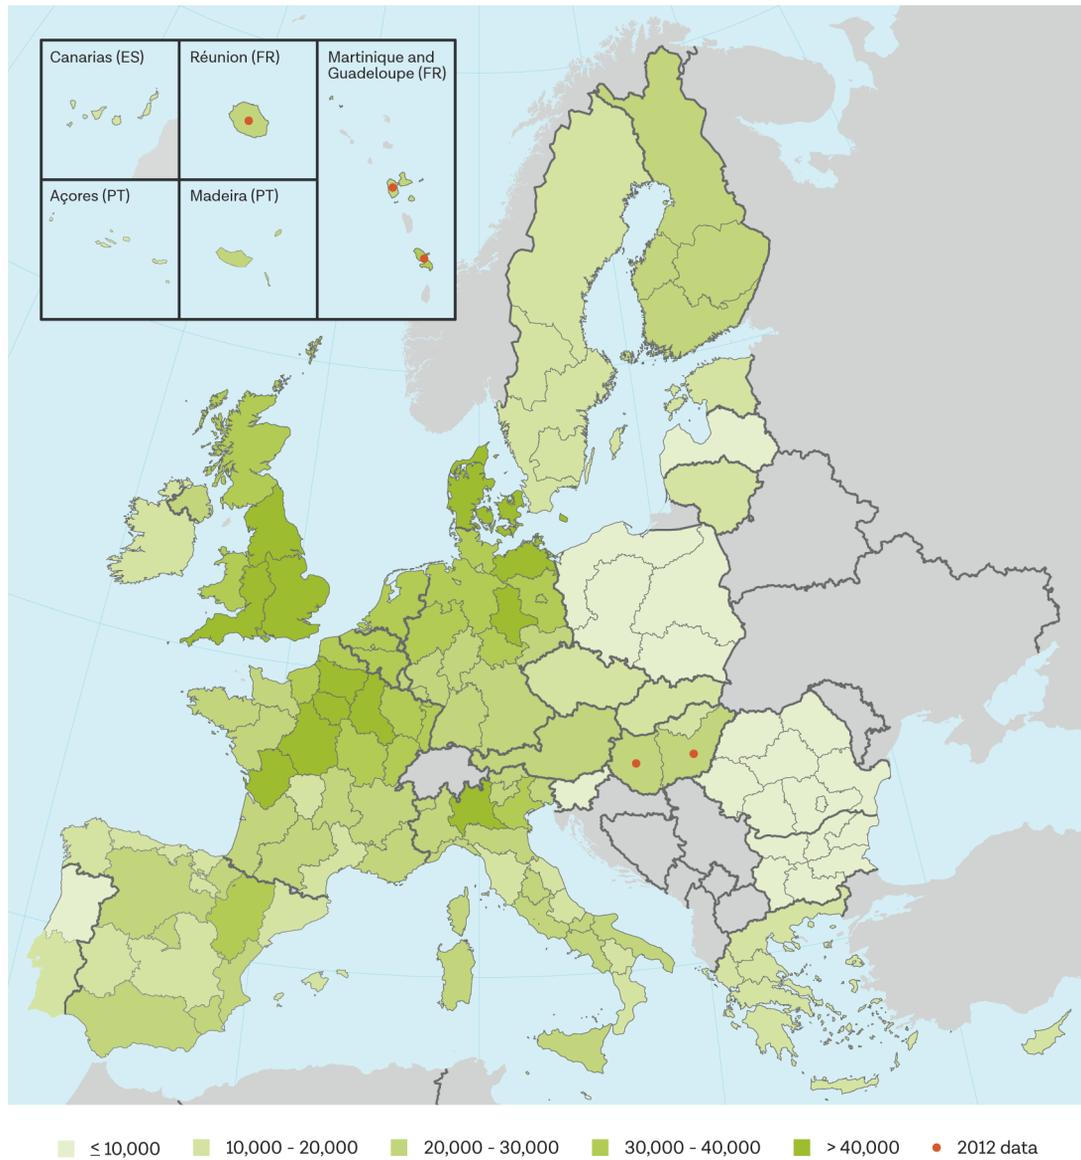 Canarias (ES)
Réunion (FR)
Martinique and
Guadeloupe (FR)
Açores (PT)
Madeira (PT)
≤ 10,000
10,000 - 20,000
20,000 - 30,000
30,000 - 40,000
> 40,000
2012 data